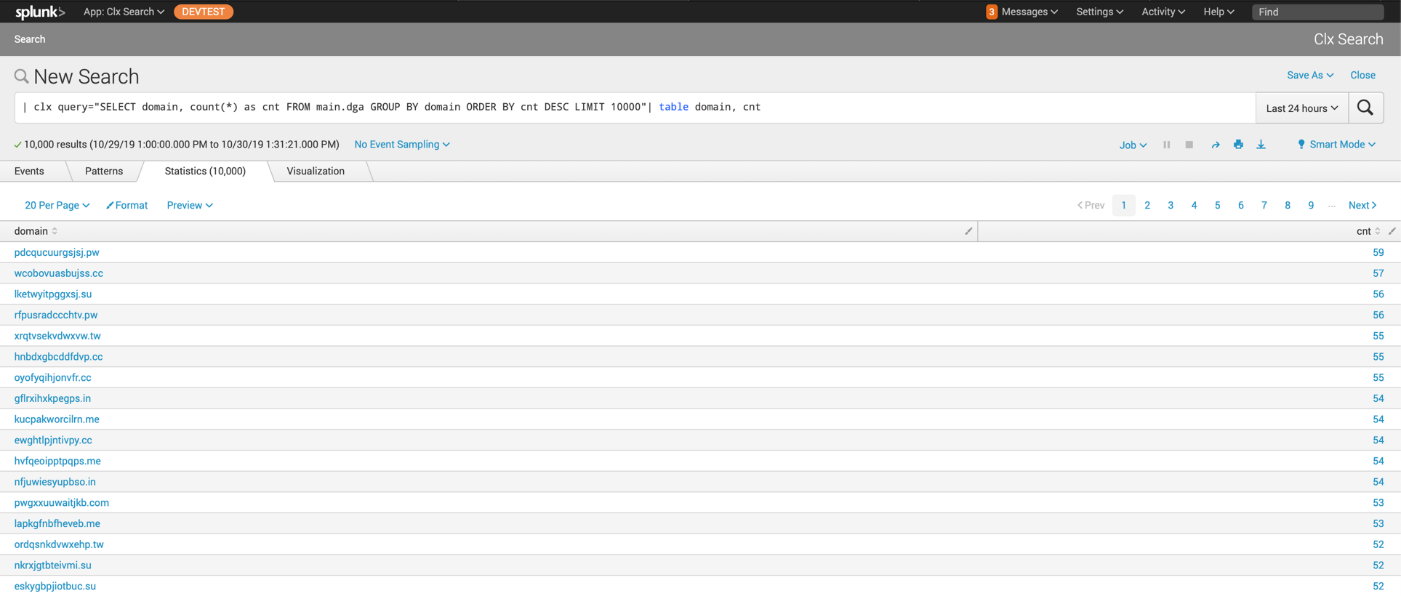 splunk> App: Clx Search DEVTEST 3 Messages Settings Activity Help Find
Search Clx Search
New Search Save As Close
| clx query="SELECT domain, count(*) as cnt FROM main.dga GROUP BY domain ORDER BY cnt DESC LIMIT 10000"| table domain, cnt Last 24 hours
10,000 results (10/29/19 1:00:00.000 PM to 10/30/19 1:31:21.000 PM) No Event Sampling Job Smart Mode
Events Patterns Statistics (10,000) Visualization
20 Per Page Format Preview < Prev 1 2 3 4 5 6 7 8 9 ... Next >
domain cnt
pdcqucuurgsjsj.pw 59
wcobovuasbujss.cc 57
lketwyitpggxsj.su 56
rfpusradccchtv.pw 56
xrqtvsekvdwxvw.tw 55
hnbdxgbcddfdvp.cc 55
oyofyqihjonvfr.cc 55
gflrxihxkpegps.in 54
kucpakworcilrn.me 54
ewghtlpjntivpy.cc 54
hvfqeoipptpqps.me 54
nfjuwiesyupbso.in 54
pwgxxuuwaitjkb.com 53
lapkgfnbfheveb.me 53
ordqsnkdvwxehp.tw 52
nkrxjgtbteivmi.su 52
eskygbpjiotbuc.su 52